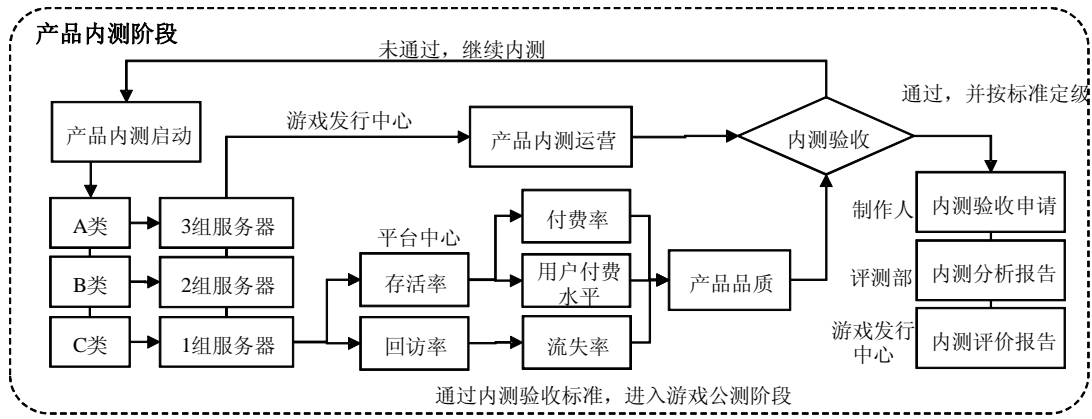 产品内测阶段
未通过，继续内测
通过，并按标准定级
产品内测启动
游戏发行中心
产品内测运营
内测验收
A类
3组服务器
付费率
制作人
内测验收申请
平台中心
B类
2组服务器
存活率
用户付费
水平
产品品质
评测部
内测分析报告
C类
1组服务器
回访率
流失率
游戏发行
中心
内测评价报告
通过内测验收标准，进入游戏公测阶段